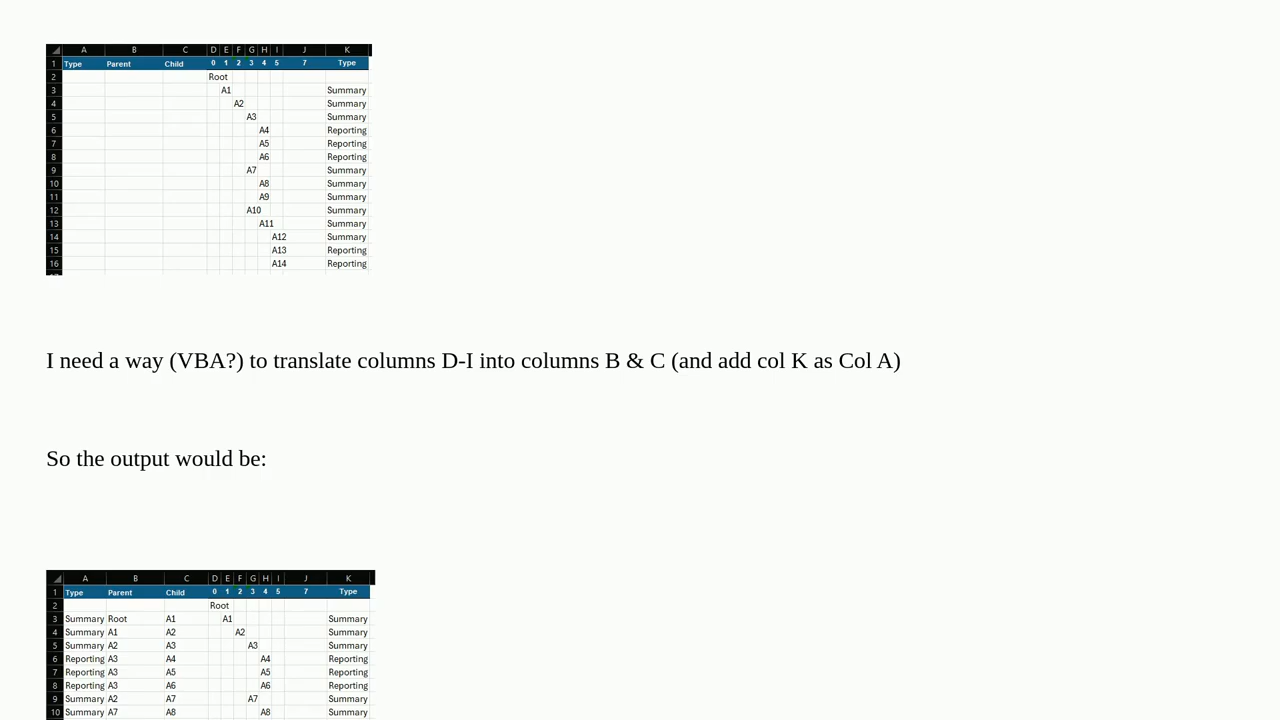 A B C D E F G H I J K
1 Type Parent Child 0 1 2 3 4 5 7 Type
2 Root
3 A1 Summary
4 A2 Summary
5 A3 Summary
6 A4 Reporting
7 A5 Reporting
8 A6 Reporting
9 A7 Summary
10 A8 Summary
11 A9 Summary
12 A10 Summary
13 A11 Summary
14 A12 Summary
15 A13 Reporting
16 A14 Reporting
I need a way (VBA?) to translate columns D-I into columns B & C (and add col K as Col A)
So the output would be:
A B C D E F G H I J K
1 Type Parent Child 0 1 2 3 4 5 7 Type
2 Root
3 Summary Root A1 A1 Summary
4 Summary A1 A2 A2 Summary
5 Summary A2 A3 A3 Summary
6 Reporting A3 A4 A4 Reporting
7 Reporting A3 A5 A5 Reporting
8 Reporting A3 A6 A6 Reporting
9 Summary A2 A7 A7 Summary
10 Summary A7 A8 A8 Summary